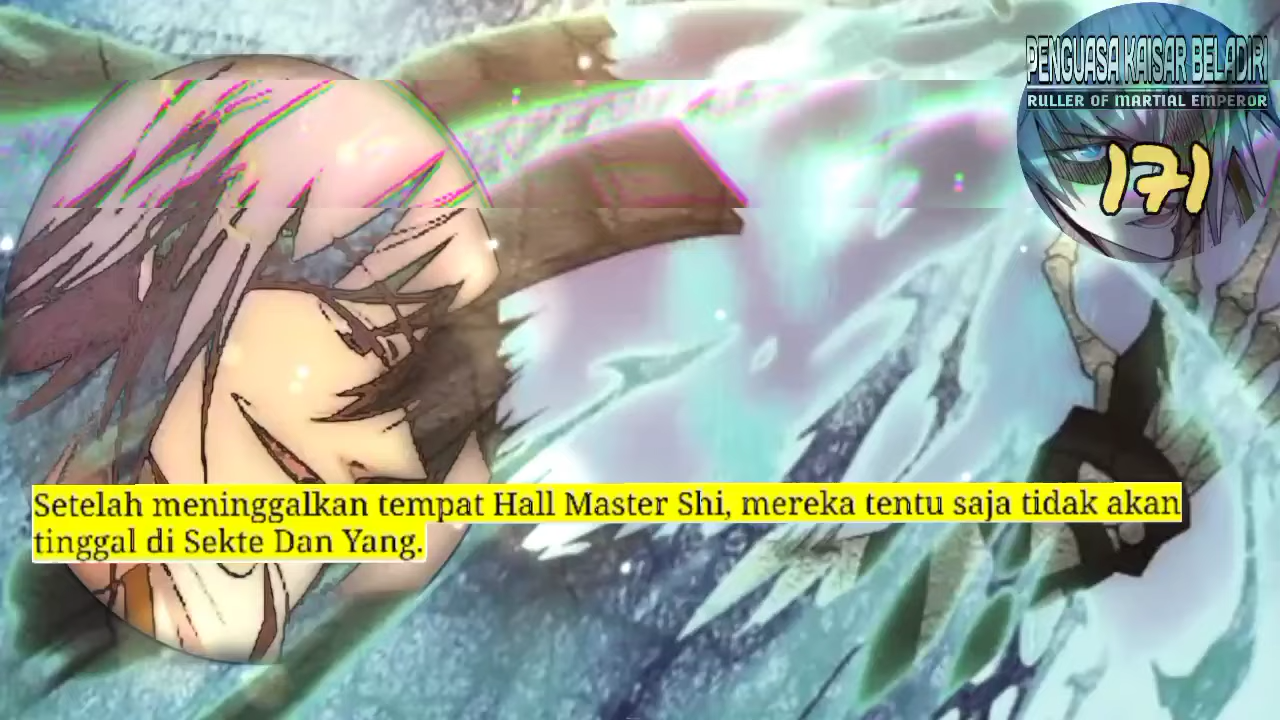 PENGUASA KAISAR BELADIRI
RULLER OF MARTIAL EMPEROR
171
Setelah meninggalkan tempat Hall Master Shi, mereka tentu saja tidak akan
tinggal di Sekte Dan Yang.